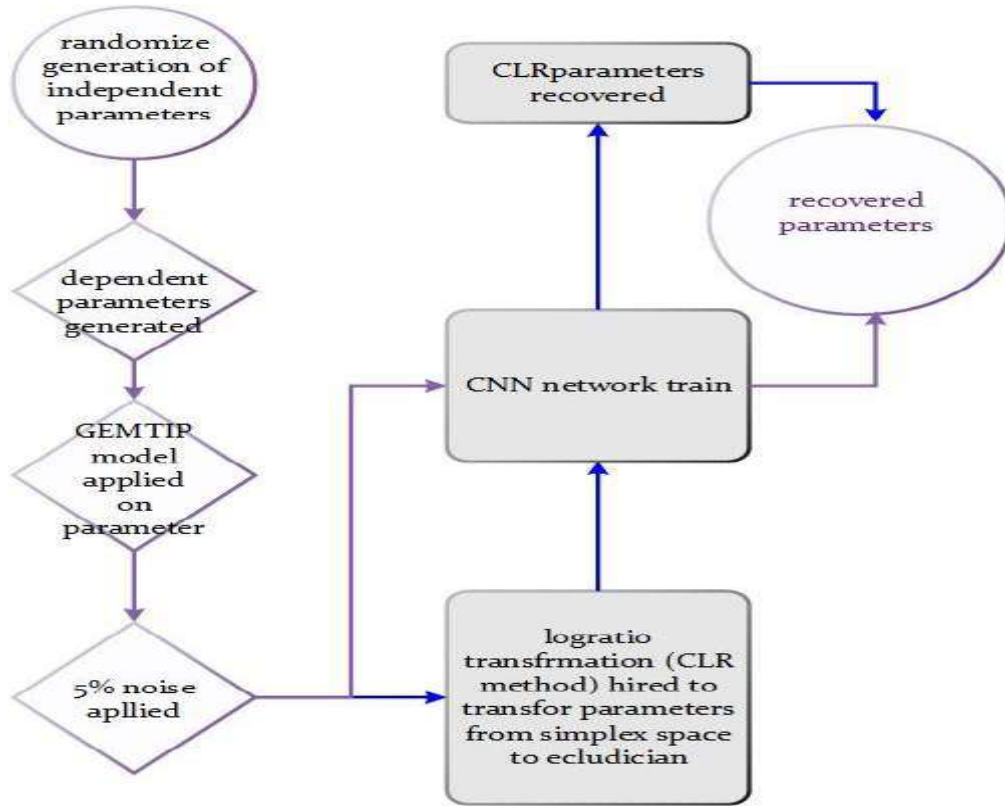 randomize
generation of
independent
parameters
dependent
parameters
generated
GEMTIP
model
applied
on
parameter
5% noise
apllied
CLRparameters
recovered
recovered
parameters
CNN network train
logratio
transfrmation (CLR
method) hired to
transfor parameters
from simplex space
to ecludician